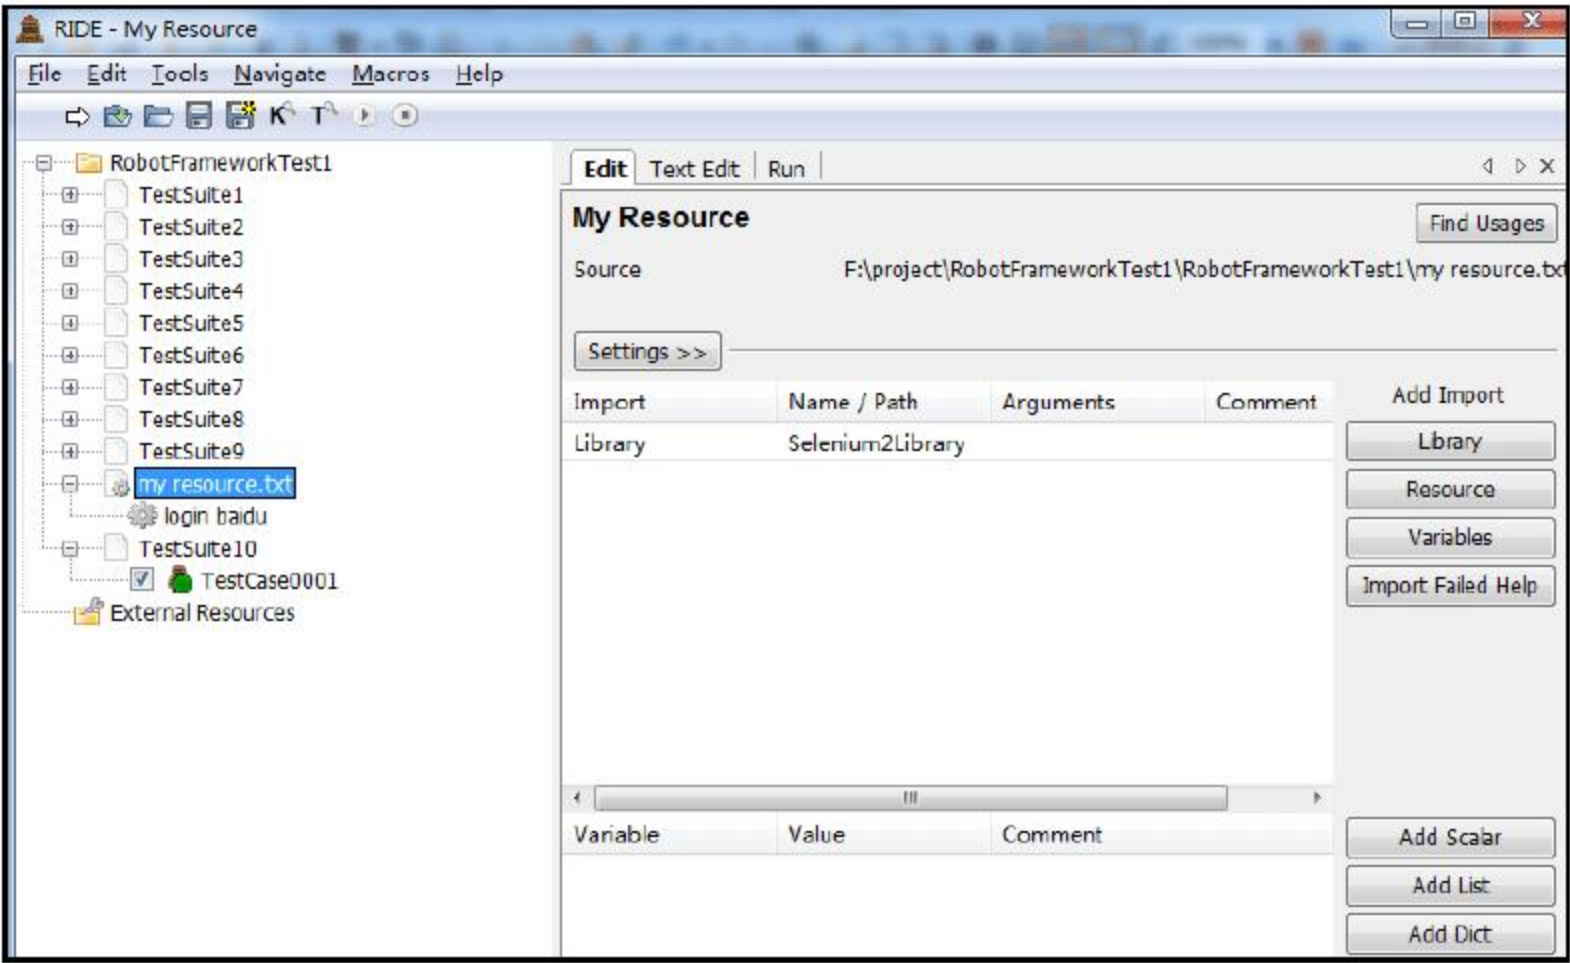 RIDE - My Resource
File Edit Tools Navigate Macros Help
RobotFrameworkTest1
TestSuite1
TestSuite2
TestSuite3
TestSuite4
TestSuite5
TestSuite6
TestSuite7
TestSuite8
TestSuite9
my resource.txt
login baidu
TestSuite10
TestCase0001
External Resources
Edit Text Edit Run
My Resource
Find Usages
Source F:\project\RobotFrameworkTest1\RobotFrameworkTest1\my resource.txt
Settings >>
Import Name / Path Arguments Comment
Library Selenium2Library
Add Import
Library
Resource
Variables
Import Failed Help
Variable Value Comment
Add Scalar
Add List
Add Dict